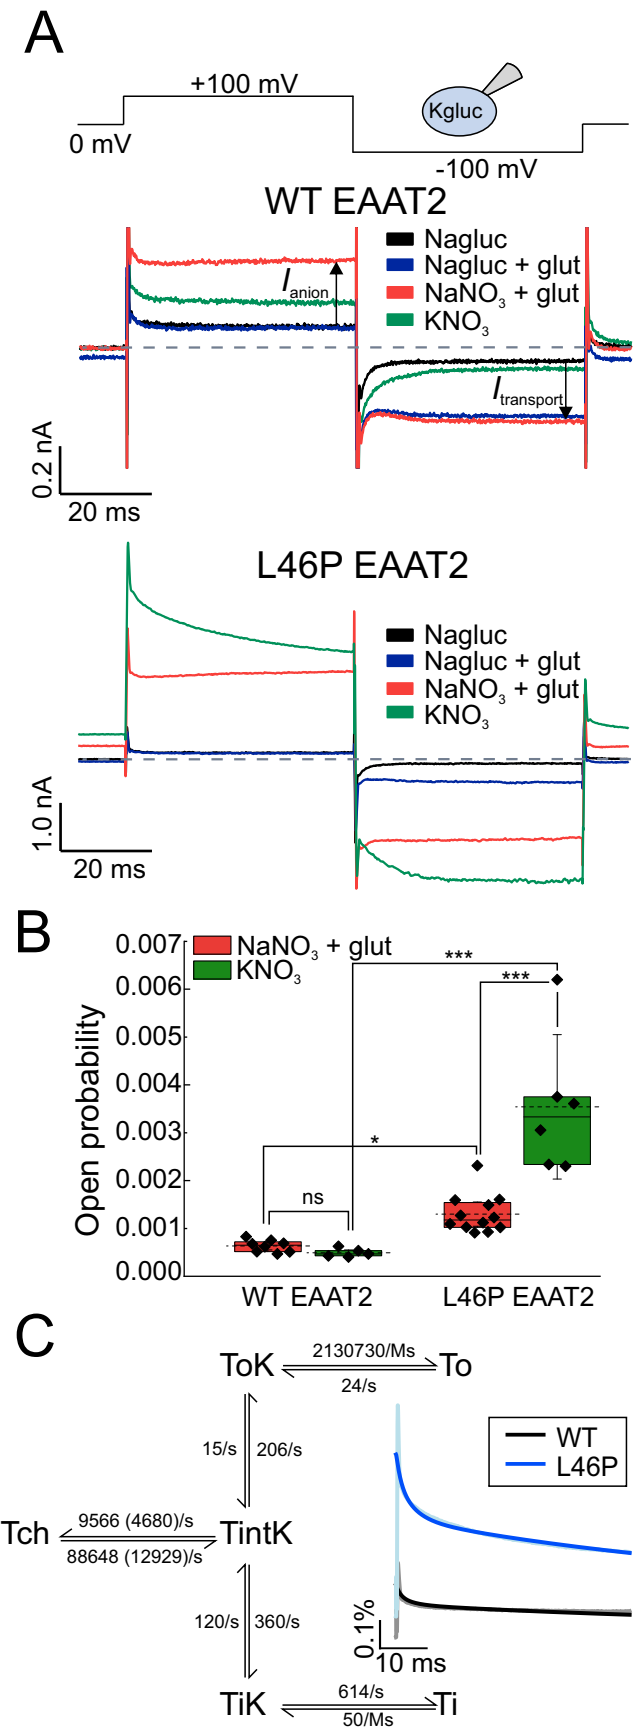 A
+100 mV
Kgluc
0 mV
-100 mV
WT EAAT2
Nagluc
Nagluc + glut
NaNO₃ + glut
KNO₃
I anion
I transport
0.2 nA
20 ms
L46P EAAT2
Nagluc
Nagluc + glut
NaNO₃ + glut
KNO₃
1.0 nA
20 ms
B
NaNO₃ + glut
KNO₃
Open probability
0.007
0.006
0.005
0.004
0.003
0.002
0.001
0.000
***
***
*
ns
WT EAAT2
L46P EAAT2
C
ToK
2130730/Ms
24/s
To
15/s
206/s
WT
L46P
Tch
9566 (4680)/s
88648 (12929)/s
TintK
120/s
360/s
0.1%
10 ms
TiK
614/s
50/Ms
Ti